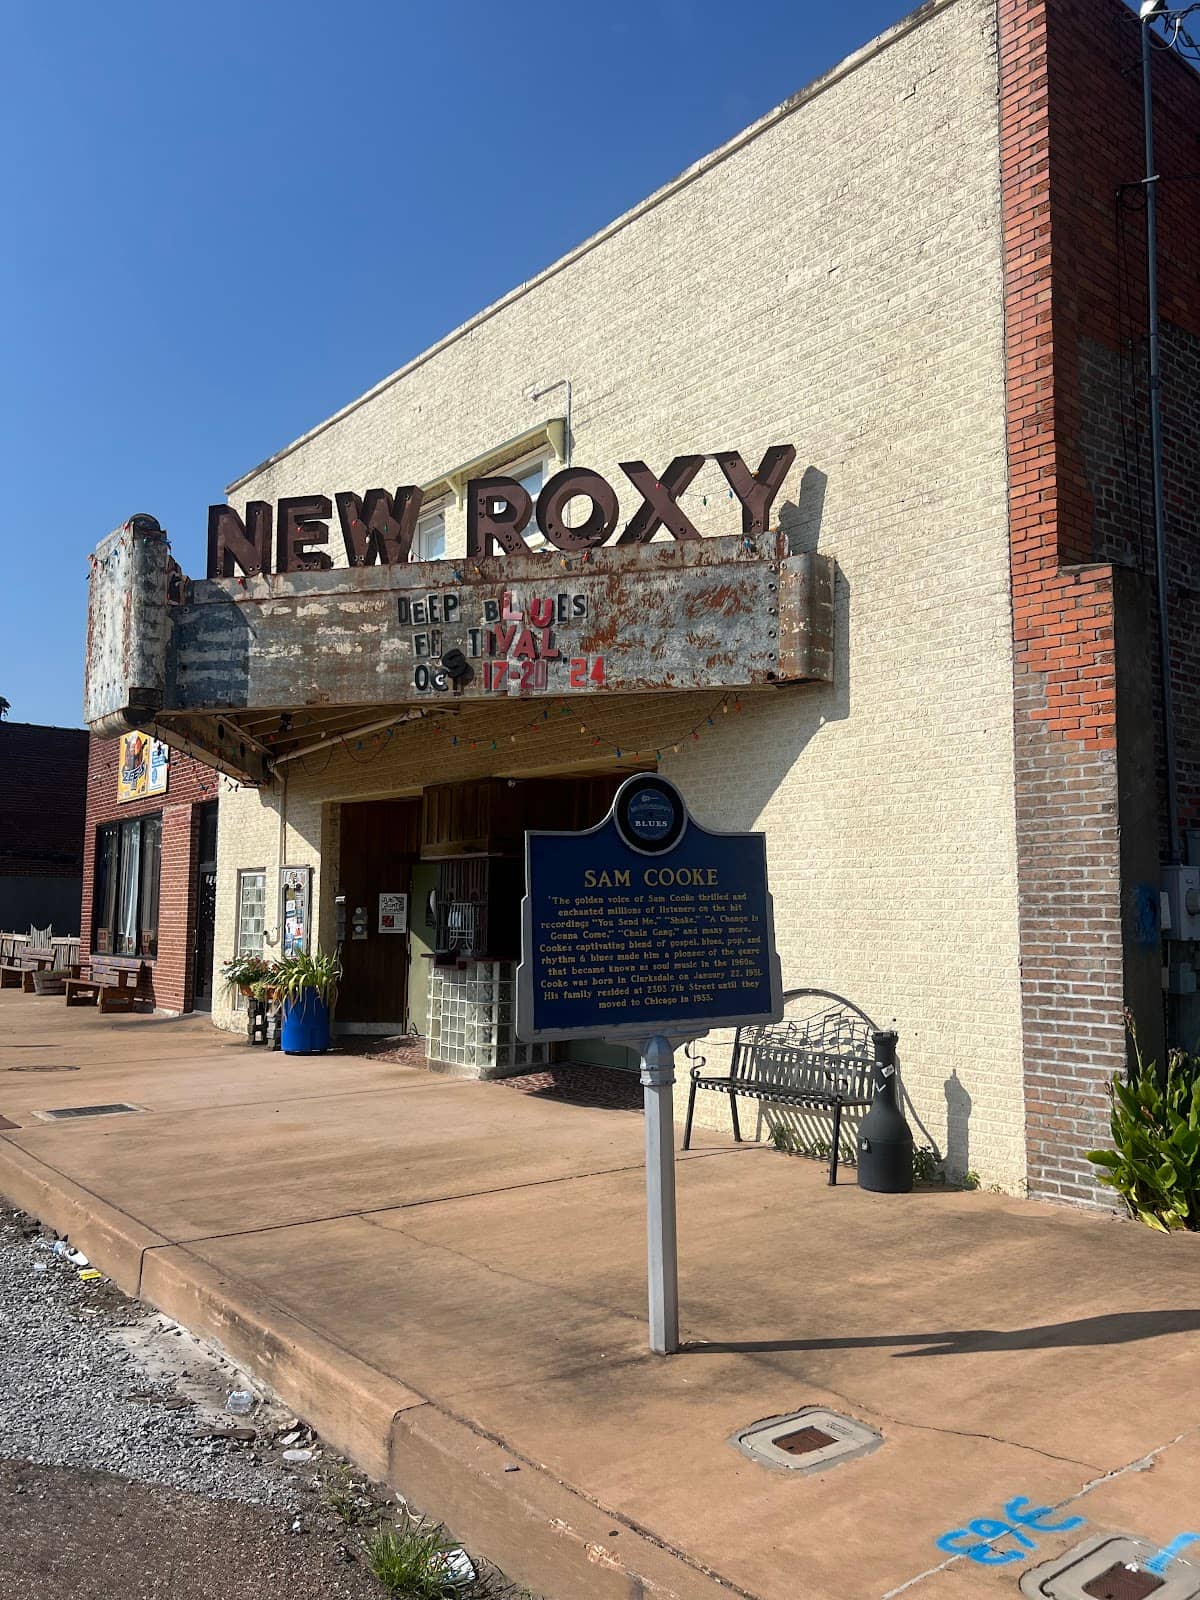 NEW ROXY
DEEP BLUES
FESTIVAL
OCT 17-20 24
MISSISSIPPI
BLUES
SAM COOKE
"The golden voice of Sam Cooke thrilled and
enchanted millions of listeners on the hit
recordings "You Send Me," "Shake," "A Change Is
Gonna Come," "Chain Gang," and many more.
Cooke's captivating blend of gospel, blues, pop, and
rhythm & blues made him a pioneer of the genre
that became known as soul music in the 1960s.
Cooke was born in Clarksdale on January 22, 1931.
His family resided at 2303 7th Street until they
moved to Chicago in 1933.